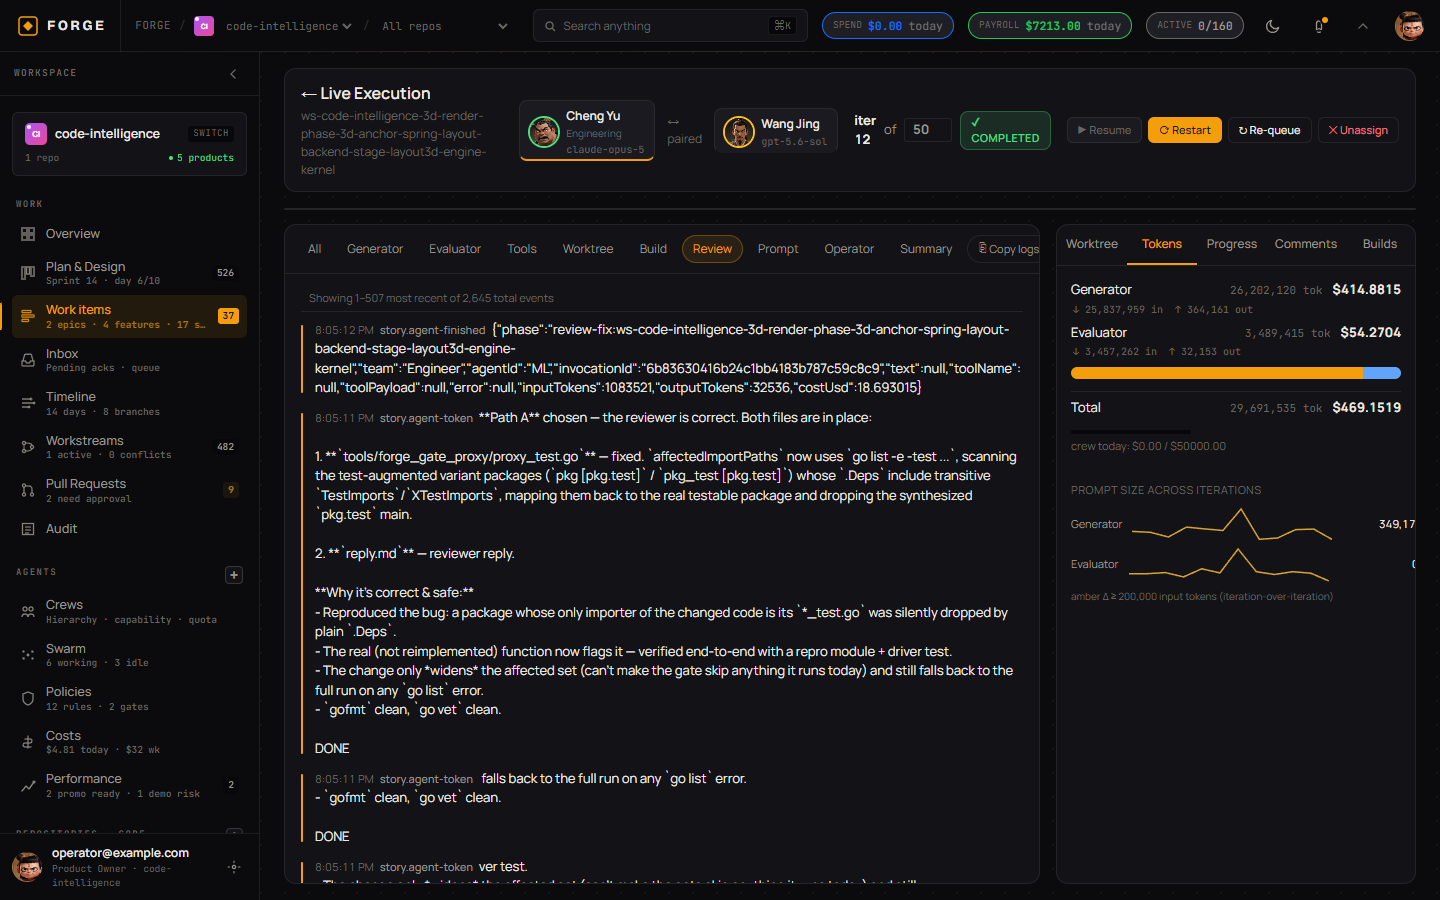 FORGE
FORGE / CI code-intelligence / All repos
Search anything ⌘K
SPEND $0.00 today
PAYROLL $7213.00 today
ACTIVE 0/160
WORKSPACE
CI code-intelligence SWITCH
1 repo • 5 products
WORK
Overview
Plan & Design 526
Sprint 14 · day 6/10
Work items 37
2 epics · 4 features · 17 s…
Inbox
Pending acks · queue
Timeline
14 days · 8 branches
Workstreams 482
1 active · 0 conflicts
Pull Requests 9
2 need approval
Audit
AGENTS +
Crews
Hierarchy · capability · quota
Swarm
6 working · 3 idle
Policies
12 rules · 2 gates
Costs
$4.81 today · $32 wk
Performance 2
2 promo ready · 1 demo risk
operator@example.com
Product Owner · code-
intelligence
← Live Execution
ws-code-intelligence-3d-render-
phase-3d-anchor-spring-layout-
backend-stage-layout3d-engine-
kernel
Cheng Yu
Engineering
claude-opus-5
↔
paired
Wang Jing
gpt-5.6-sol
iter
12
of 50
✓
COMPLETED
▶ Resume
⟳ Restart
↻ Re-queue
✕ Unassign
All Generator Evaluator Tools Worktree Build Review Prompt Operator Summary Copy logs
Showing 1–507 most recent of 2,645 total events
8:05:12 PM story.agent-finished {"phase":"review-fix:ws-code-intelligence-3d-render-phase-3d-anchor-spring-layout-
backend-stage-layout3d-engine-
kernel","team":"Engineer","agentId":"ML","invocationId":"6b83630416b24c1bb4183b787c59c8c9","text":null,"toolName":
null,"toolPayload":null,"error":null,"inputTokens":1083521,"outputTokens":32536,"costUsd":18.693015}
8:05:11 PM story.agent-token **Path A** chosen — the reviewer is correct. Both files are in place:
1. **`tools/forge_gate_proxy/proxy_test.go`** — fixed. `affectedImportPaths` now uses `go list -e -test ...`, scanning
the test-augmented variant packages (`pkg [pkg.test]` / `pkg_test [pkg.test]`) whose `.Deps` include transitive
`TestImports`/`XTestImports`, mapping them back to the real testable package and dropping the synthesized
`pkg.test` main.
2. **`reply.md`** — reviewer reply.
**Why it's correct & safe:**
- Reproduced the bug: a package whose only importer of the changed code is its `*_test.go` was silently dropped by
plain `.Deps`.
- The real (not reimplemented) function now flags it — verified end-to-end with a repro module + driver test.
- The change only *widens* the affected set (can't make the gate skip anything it runs today) and still falls back to the
full run on any `go list` error.
- `gofmt` clean, `go vet` clean.
DONE
8:05:11 PM story.agent-token falls back to the full run on any `go list` error.
- `gofmt` clean, `go vet` clean.
DONE
8:05:11 PM story.agent-token ver test.
Worktree Tokens Progress Comments Builds
Generator 26,202,120 tok $414.8815
↓ 25,837,959 in ↑ 364,161 out
Evaluator 3,489,415 tok $54.2704
↓ 3,457,262 in ↑ 32,153 out
Total 29,691,535 tok $469.1519
crew today: $0.00 / $50000.00
PROMPT SIZE ACROSS ITERATIONS
Generator 349,17
Evaluator
amber Δ ≥ 200,000 input tokens (iteration-over-iteration)